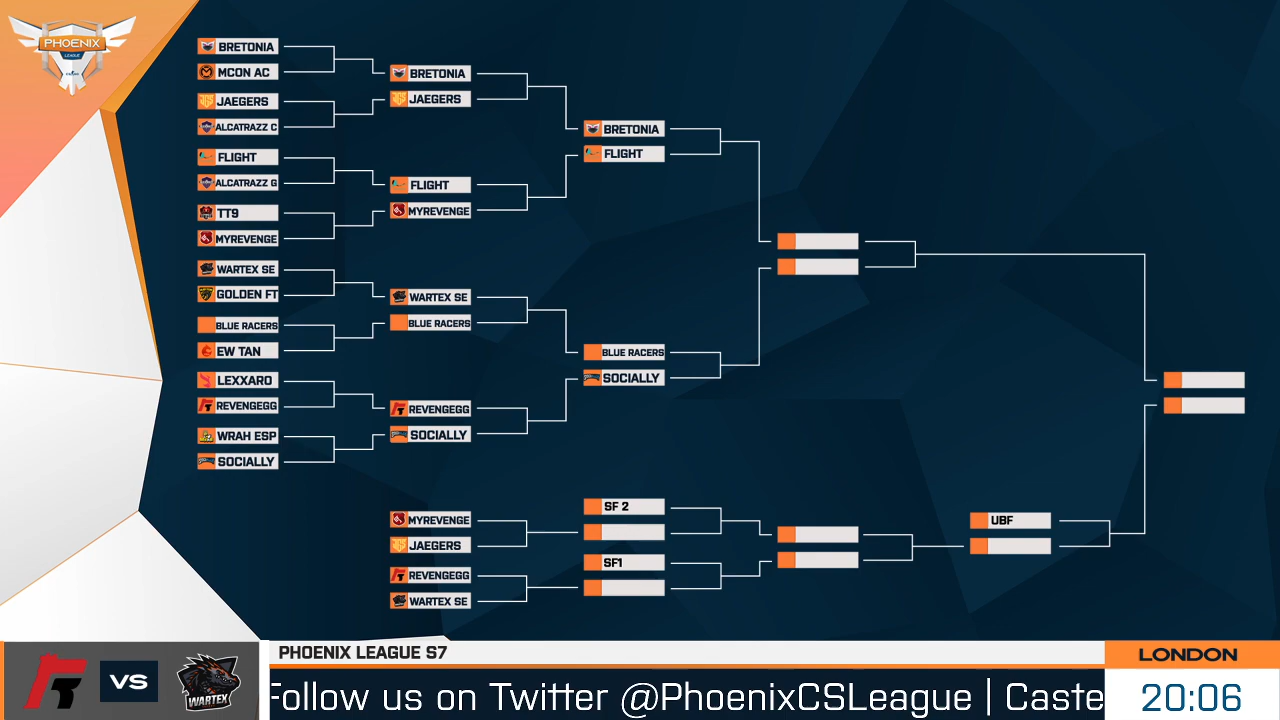 PHOENIX
LEAGUE
BRETONIA
MCON AC
JAEGERS
ALCATRAZZ C
FLIGHT
ALCATRAZZ G
TT9
MYREVENGE
WARTEX SE
GOLDEN FT
BLUE RACERS
EW TAN
LEXXARO
REVENGEGG
WRAH ESP
SOCIALLY
BRETONIA
JAEGERS
FLIGHT
MYREVENGE
WARTEX SE
BLUE RACERS
REVENGEGG
SOCIALLY
BRETONIA
FLIGHT
BLUE RACERS
SOCIALLY
MYREVENGE
JAEGERS
REVENGEGG
WARTEX SE
SF 2
SF1
UBF
VS
WARTEX
PHOENIX LEAGUE S7
Follow us on Twitter @PhoenixCSLeague | Caste
LONDON
20:06